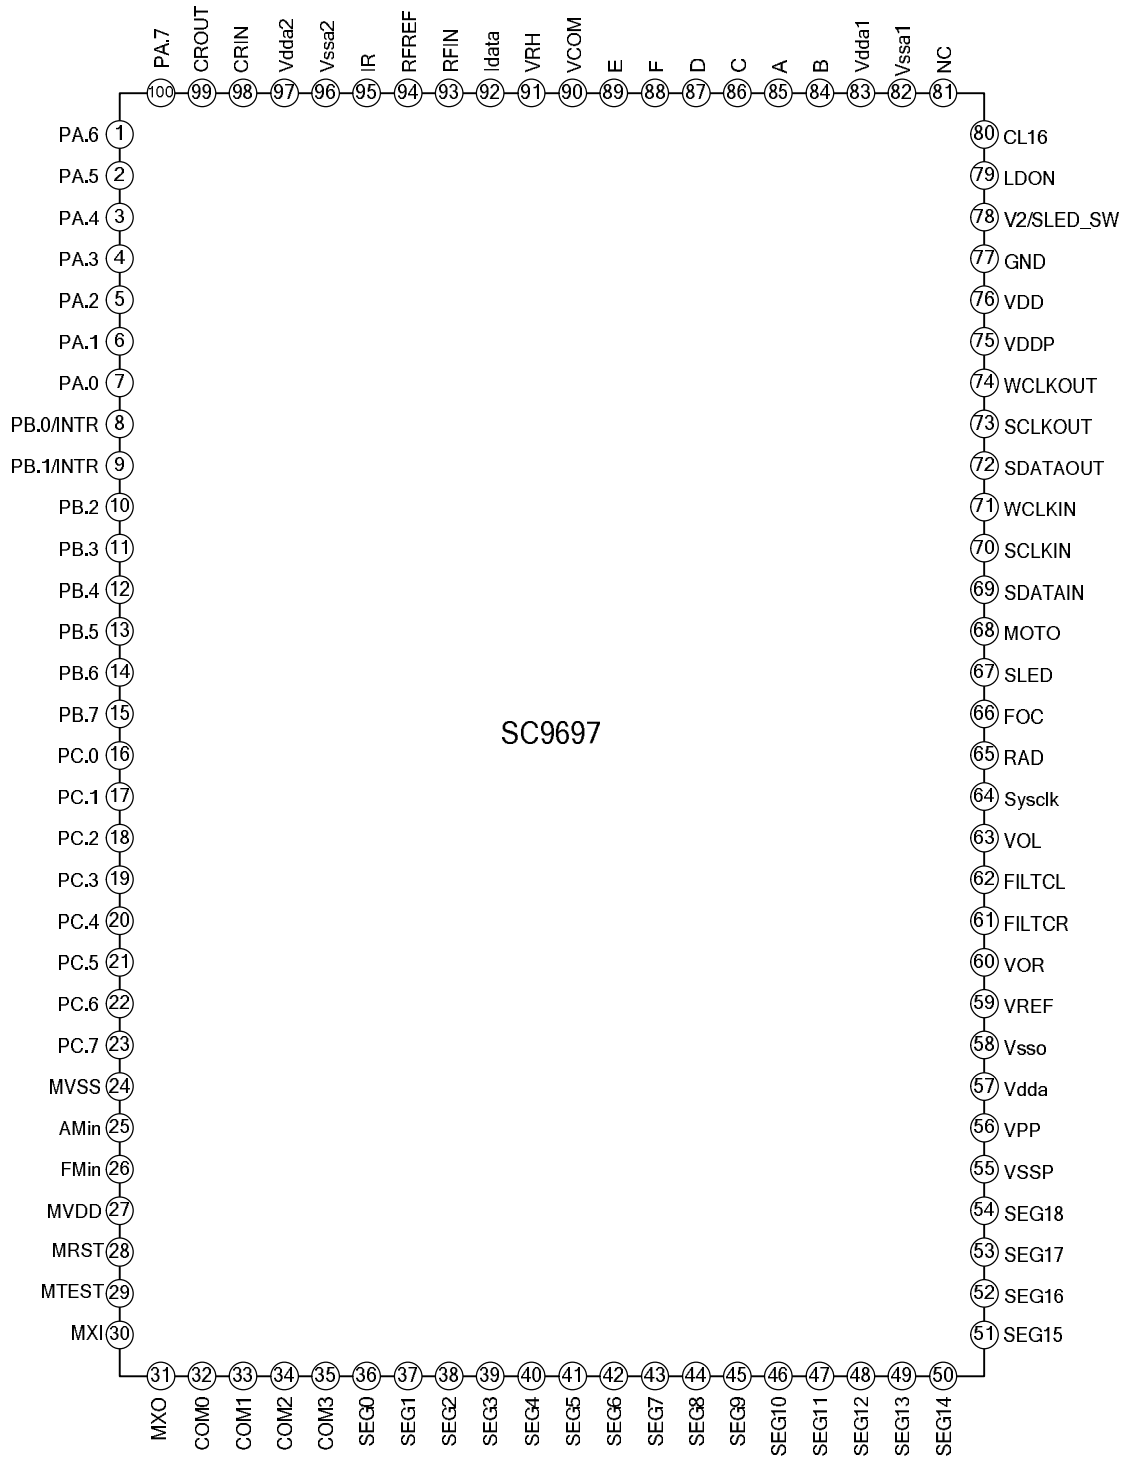 PA.7 CROUT CRIN Vdda2 Vssa2 IR RFREF RFIN Idata VRH VCOM E F D C A B Vdda1 Vssa1 NC
100 99 98 97 96 95 94 93 92 91 90 89 88 87 86 85 84 83 82 81
PA.6 1 80 CL16
PA.5 2 79 LDON
PA.4 3 78 V2/SLED_SW
PA.3 4 77 GND
PA.2 5 76 VDD
PA.1 6 75 VDDP
PA.0 7 74 WCLKOUT
PB.0/INTR 8 73 SCLKOUT
PB.1/INTR 9 72 SDATAOUT
PB.2 10 71 WCLKIN
PB.3 11 70 SCLKIN
PB.4 12 69 SDATAIN
PB.5 13 68 MOTO
PB.6 14 67 SLED
PB.7 15 66 FOC
SC9697
PC.0 16 65 RAD
PC.1 17 64 Sysclk
PC.2 18 63 VOL
PC.3 19 62 FILTCL
PC.4 20 61 FILTCR
PC.5 21 60 VOR
PC.6 22 59 VREF
PC.7 23 58 Vsso
MVSS 24 57 Vdda
AMin 25 56 VPP
FMin 26 55 VSSP
MVDD 27 54 SEG18
MRST 28 53 SEG17
MTEST 29 52 SEG16
MXI 30 51 SEG15
31 32 33 34 35 36 37 38 39 40 41 42 43 44 45 46 47 48 49 50
MXO COM0 COM1 COM2 COM3 SEG0 SEG1 SEG2 SEG3 SEG4 SEG5 SEG6 SEG7 SEG8 SEG9 SEG10 SEG11 SEG12 SEG13 SEG14